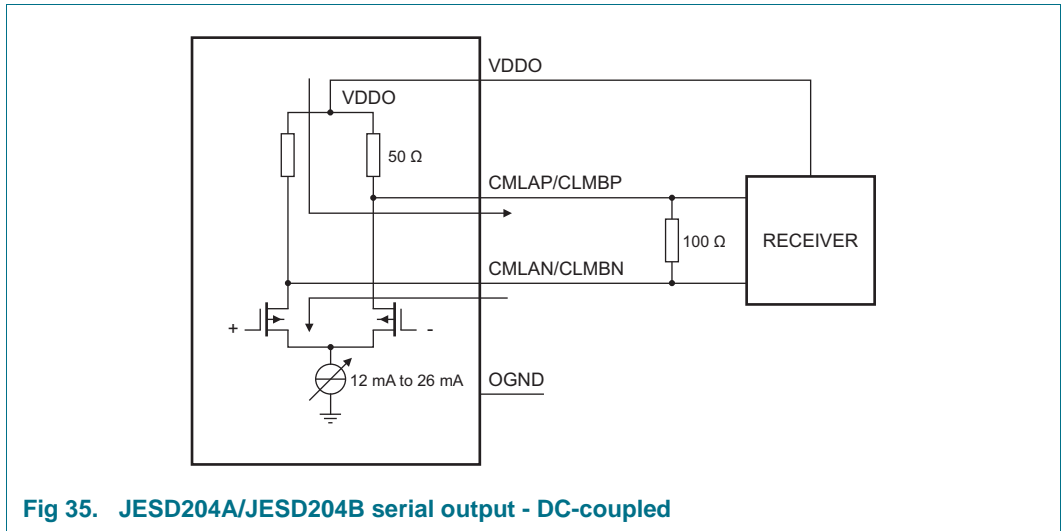 VDDO
VDDO
50 Ω
CMLAP/CLMBP
100 Ω
RECEIVER
CMLAN/CLMBN
+
-
12 mA to 26 mA
OGND
Fig 35. JESD204A/JESD204B serial output - DC-coupled